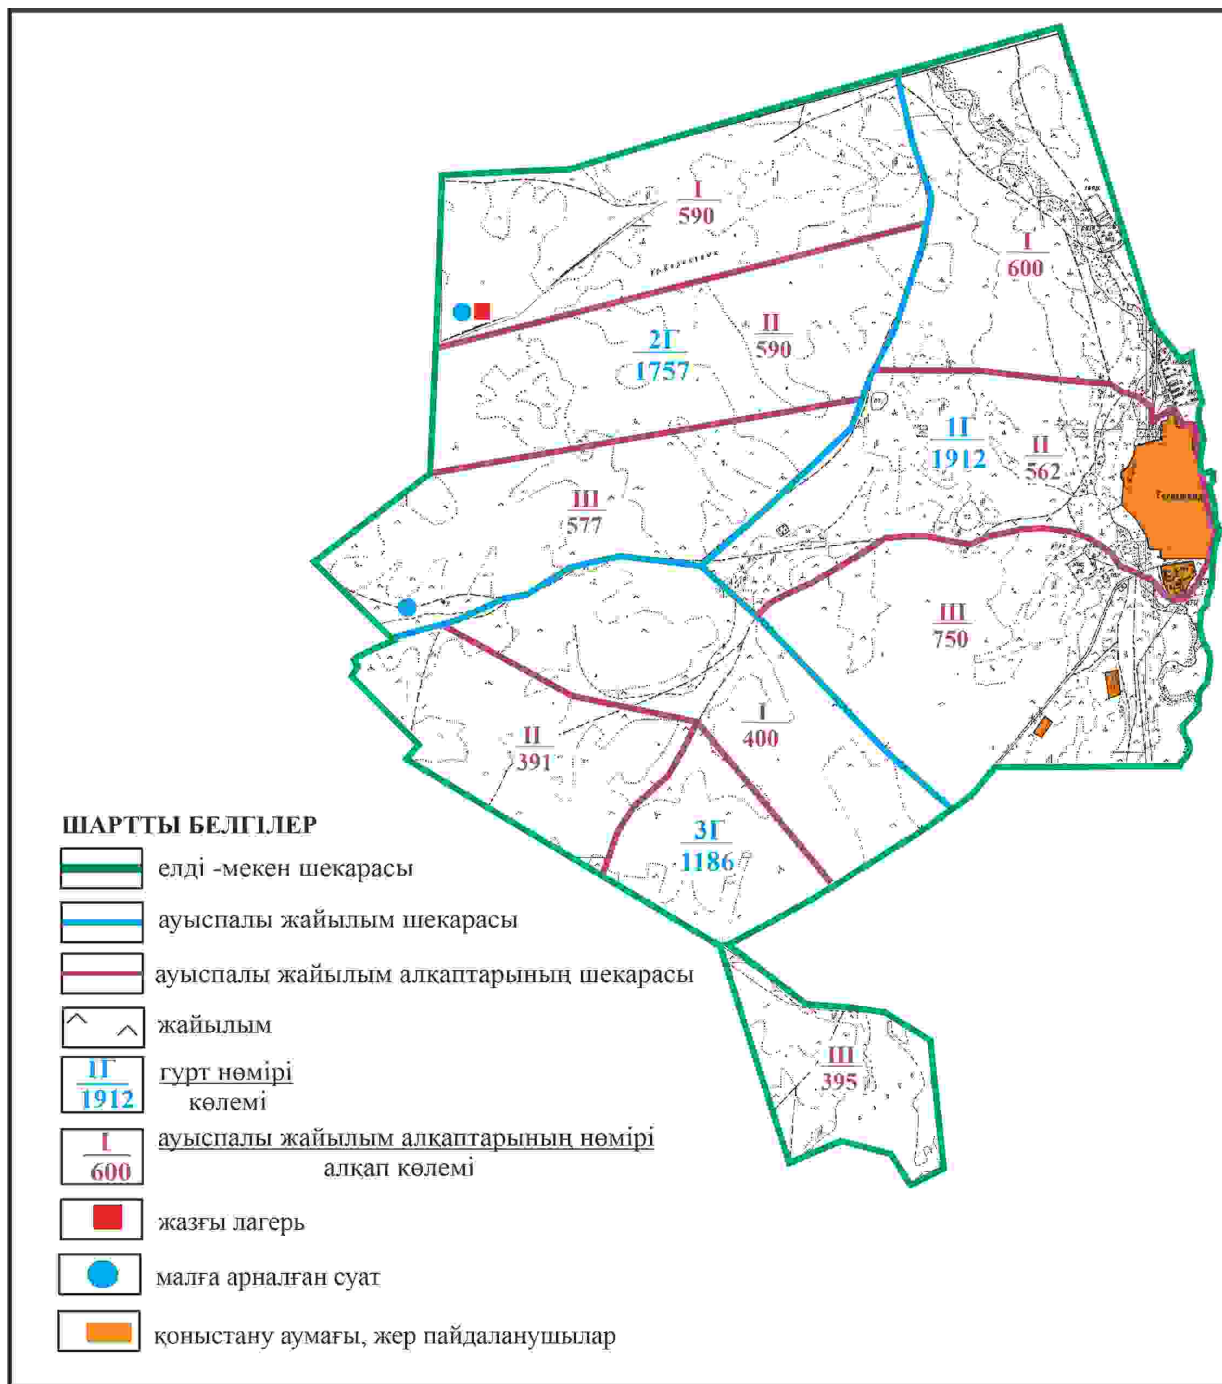 I
590
I
600
II
590
2Г
1757
1Г
1912
II
562
III
577
III
750
I
400
II
391
3Г
1186
III
395
ШАРТТЫ БЕЛГІЛЕР
елді -мекен шекарасы
ауыспалы жайылым шекарасы
ауыспалы жайылым алқаптарының шекарасы
жайылым
1Г
1912
гурт нөмірі
көлемі
I
600
ауыспалы жайылым алқаптарының нөмірі
алқап көлемі
жазғы лагерь
малға арналған суат
қоныстану аумағы, жер пайдаланушылар